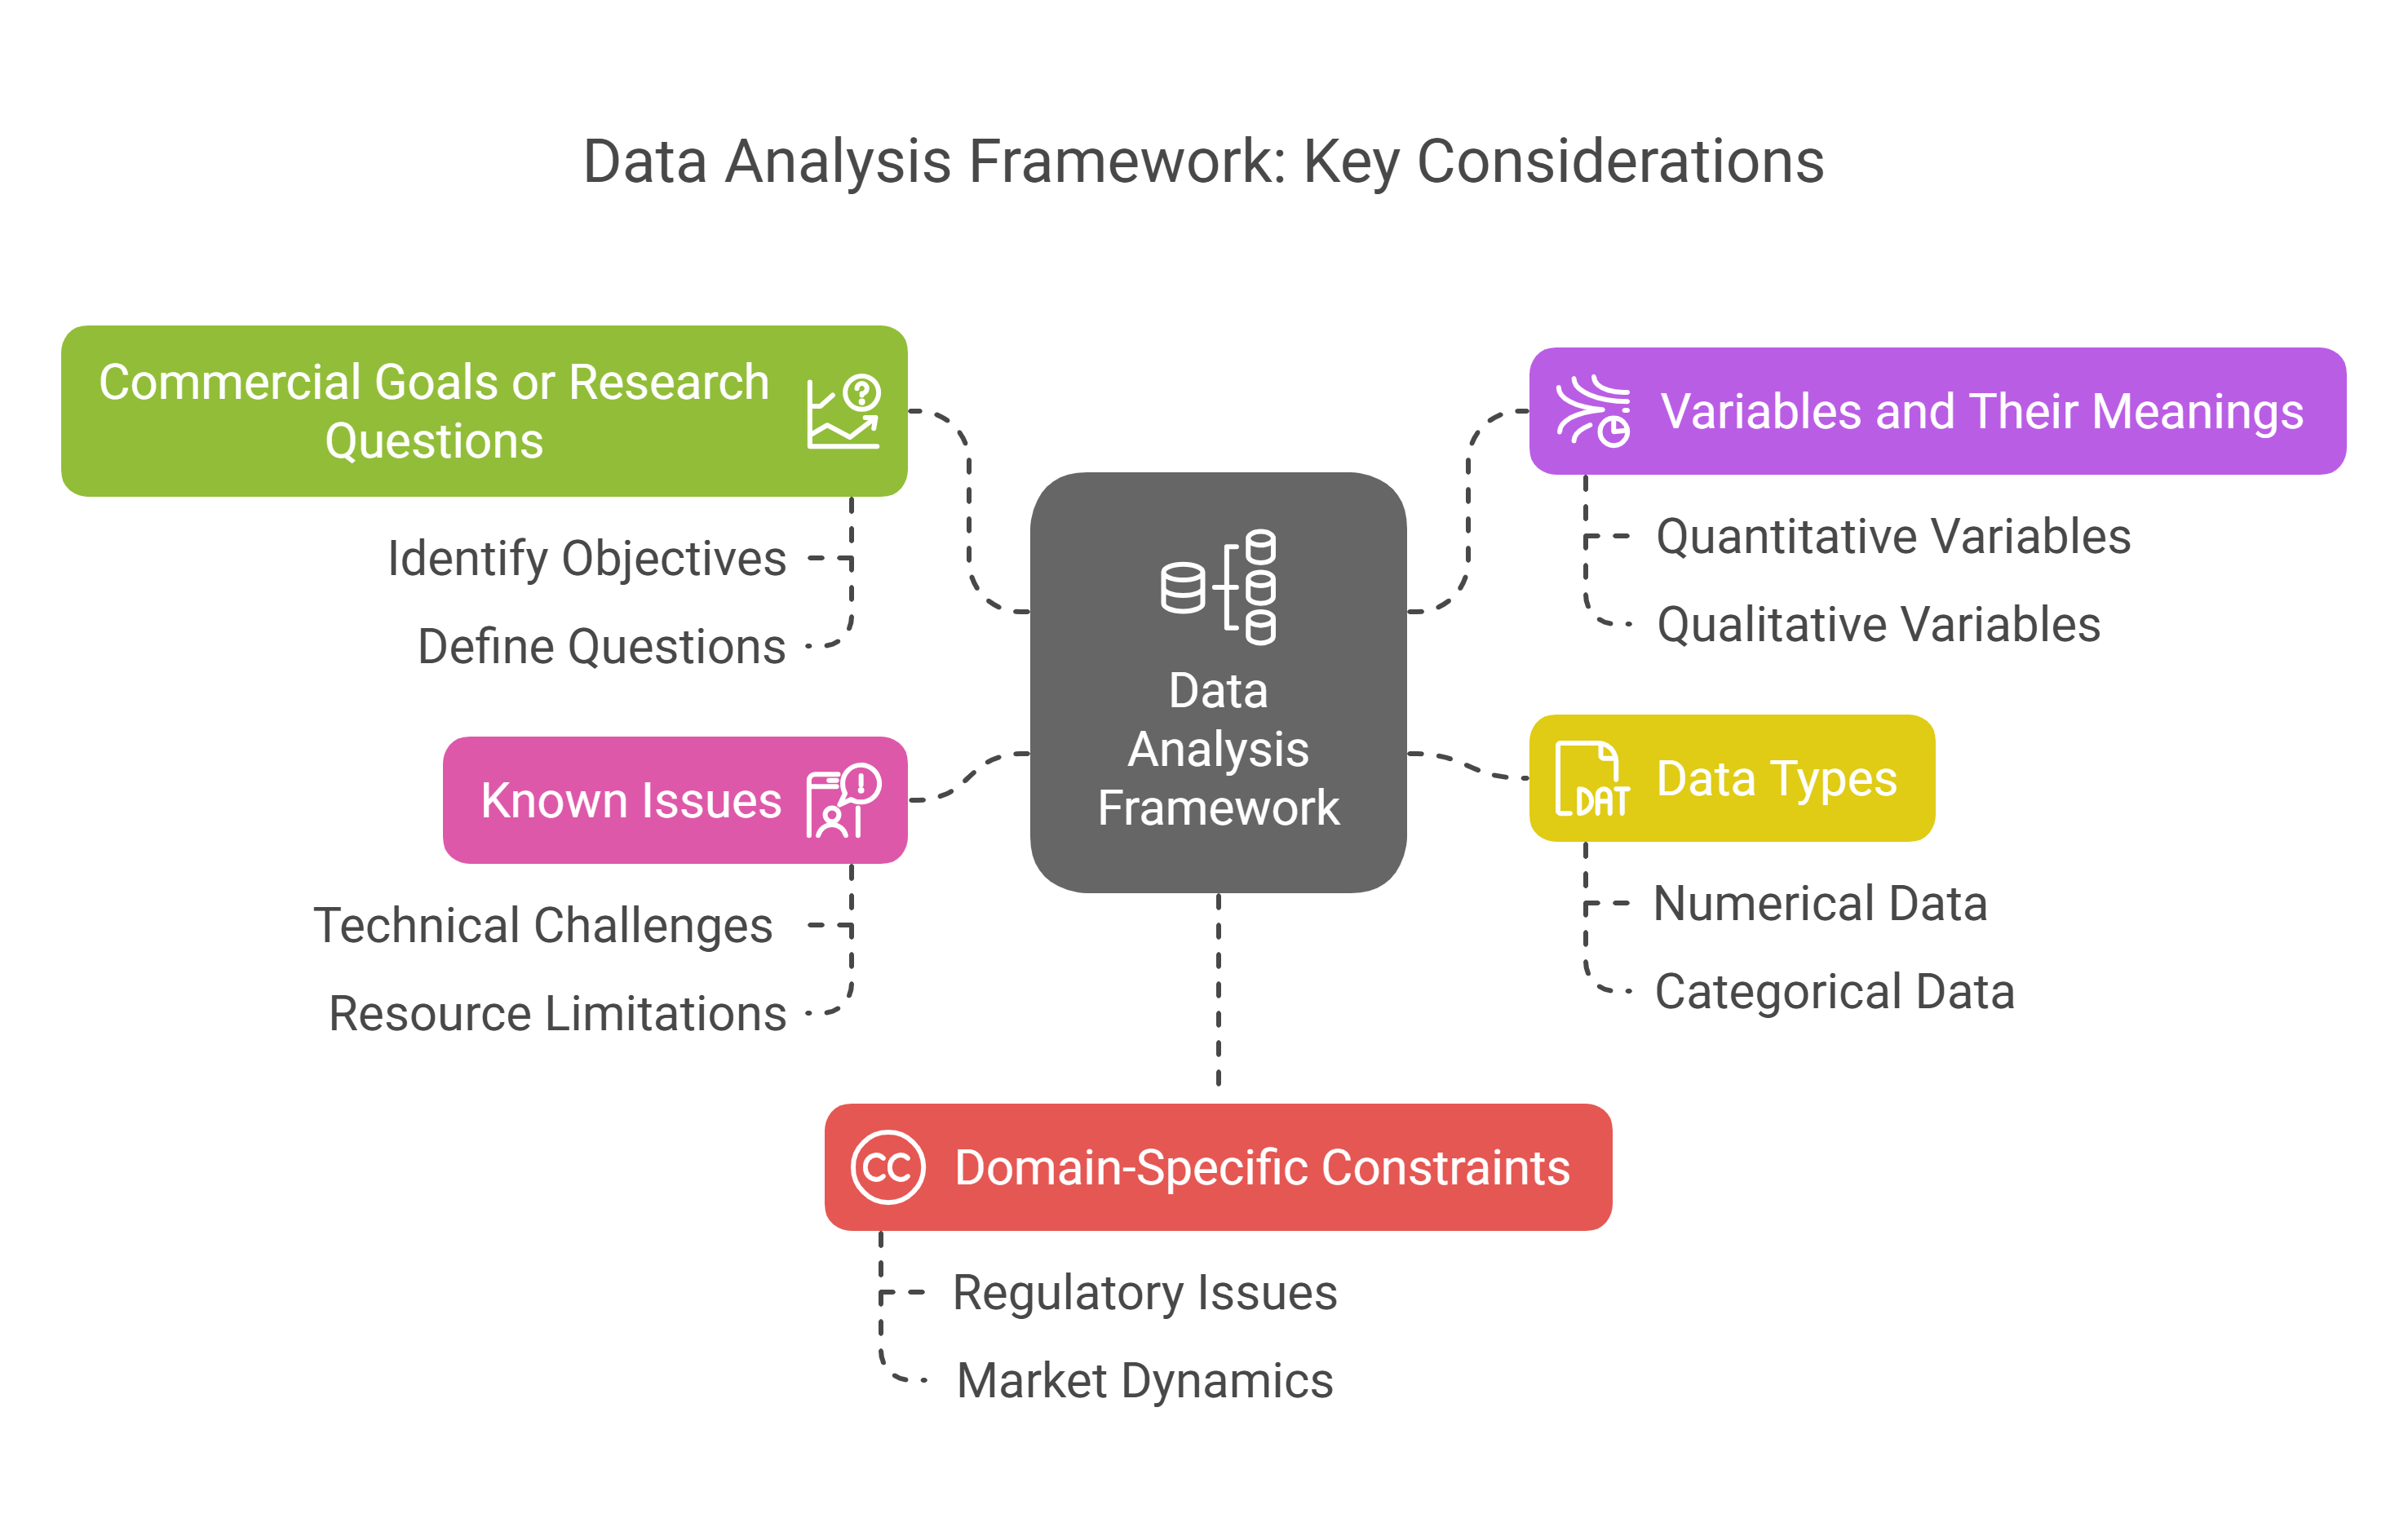 Data Analysis Framework: Key Considerations
Commercial Goals or Research
Questions
Identify Objectives
Define Questions
Known Issues
Technical Challenges
Resource Limitations
Data
Analysis
Framework
Variables and Their Meanings
Quantitative Variables
Qualitative Variables
DAT
Data Types
Numerical Data
Categorical Data
CC
Domain-Specific Constraints
Regulatory Issues
Market Dynamics